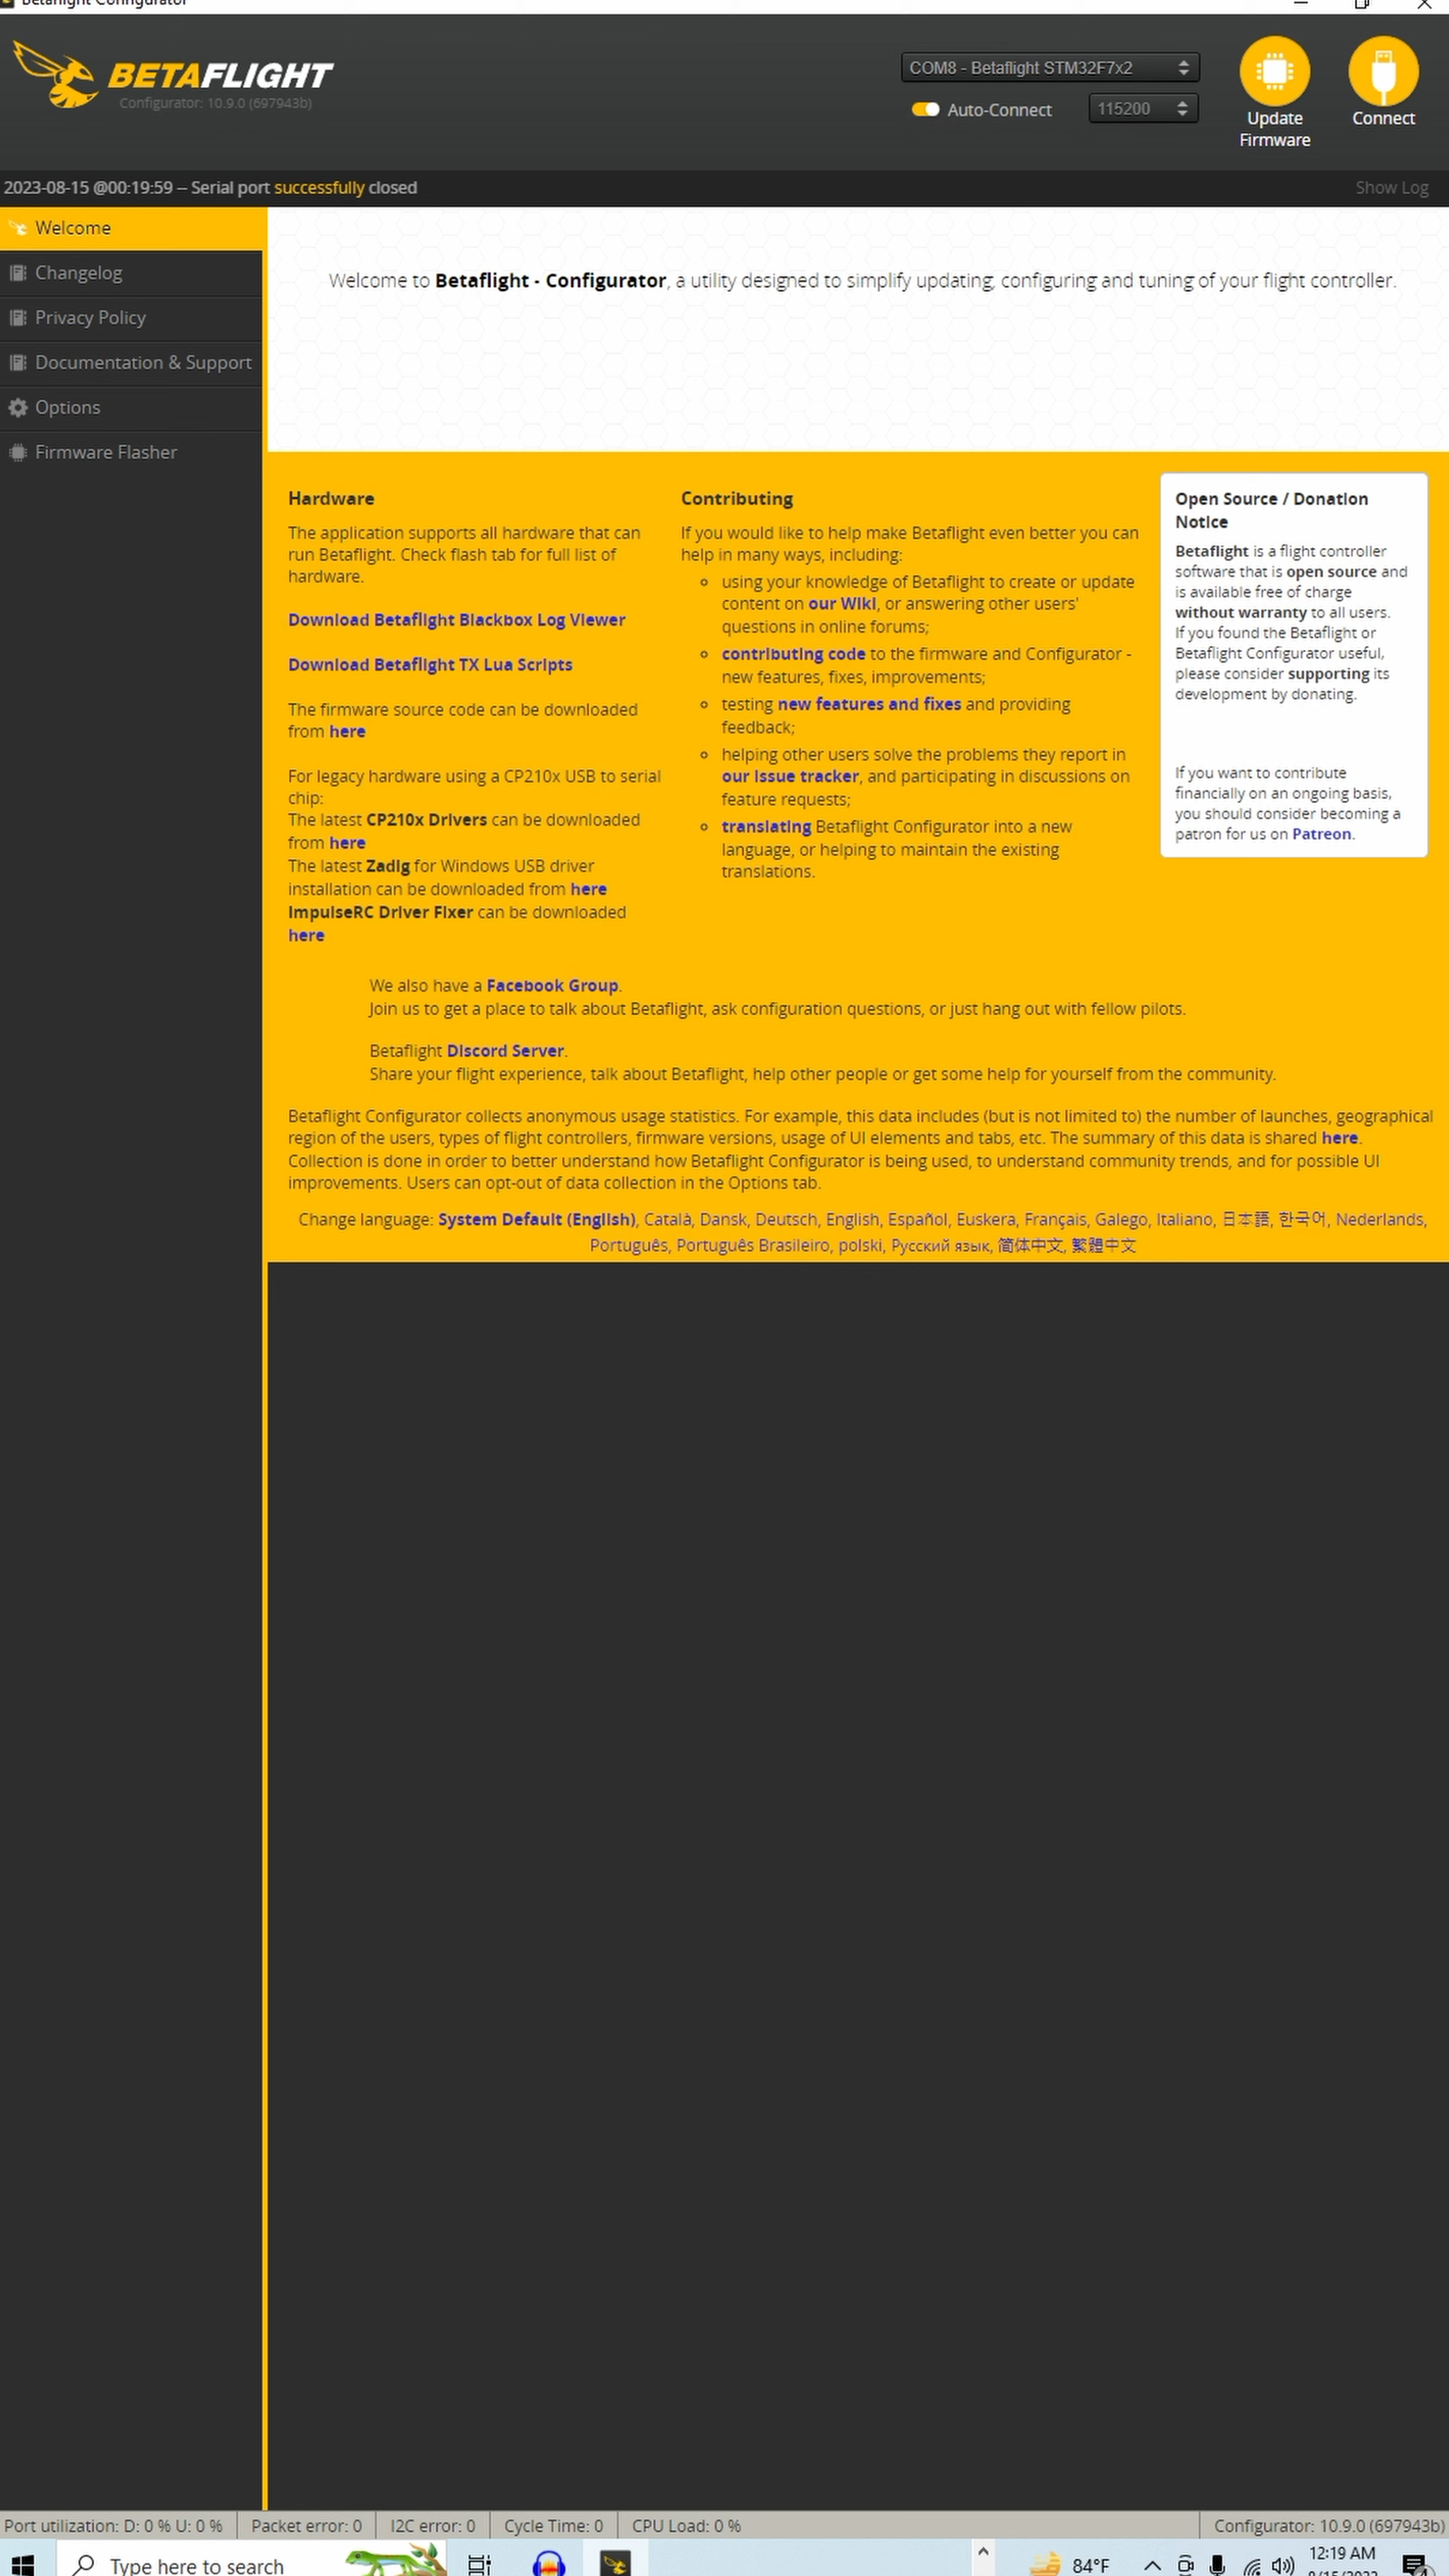 Betaflight Configurator
BETAFLIGHT
Configurator: 10.9.0 (697943b)
COM8 - Betaflight STM32F7x2
Auto-Connect
115200
Update
Firmware
Connect
2023-08-15 @00:19:59 -- Serial port successfully closed
Show Log
Welcome
Changelog
Privacy Policy
Documentation & Support
Options
Firmware Flasher
Welcome to Betaflight - Configurator, a utility designed to simplify updating, configuring and tuning of your flight controller.
Hardware
The application supports all hardware that can
run Betaflight. Check flash tab for full list of
hardware.
Download Betaflight Blackbox Log Viewer
Download Betaflight TX Lua Scripts
The firmware source code can be downloaded
from here
For legacy hardware using a CP210x USB to serial
chip:
The latest CP210x Drivers can be downloaded
from here
The latest Zadig for Windows USB driver
installation can be downloaded from here
ImpulseRC Driver Fixer can be downloaded
here
Contributing
If you would like to help make Betaflight even better you can
help in many ways, including:
using your knowledge of Betaflight to create or update
content on our Wiki, or answering other users'
questions in online forums;
contributing code to the firmware and Configurator -
new features, fixes, improvements;
testing new features and fixes and providing
feedback;
helping other users solve the problems they report in
our issue tracker, and participating in discussions on
feature requests;
translating Betaflight Configurator into a new
language, or helping to maintain the existing
translations.
Open Source / Donation
Notice
Betaflight is a flight controller
software that is open source and
is available free of charge
without warranty to all users.
If you found the Betaflight or
Betaflight Configurator useful,
please consider supporting its
development by donating.
If you want to contribute
financially on an ongoing basis,
you should consider becoming a
patron for us on Patreon.
We also have a Facebook Group.
Join us to get a place to talk about Betaflight, ask configuration questions, or just hang out with fellow pilots.
Betaflight Discord Server.
Share your flight experience, talk about Betaflight, help other people or get some help for yourself from the community.
Betaflight Configurator collects anonymous usage statistics. For example, this data includes (but is not limited to) the number of launches, geographical
region of the users, types of flight controllers, firmware versions, usage of UI elements and tabs, etc. The summary of this data is shared here.
Collection is done in order to better understand how Betaflight Configurator is being used, to understand community trends, and for possible UI
improvements. Users can opt-out of data collection in the Options tab.
Change language: System Default (English), Català, Dansk, Deutsch, English, Español, Euskera, Français, Galego, Italiano, 日本語, 한국어, Nederlands,
Português, Português Brasileiro, polski, Русский язык, 简体中文, 繁體中文
Port utilization: D: 0 % U: 0 %
Packet error: 0
I2C error: 0
Cycle Time: 0
CPU Load: 0 %
Configurator: 10.9.0 (697943b)
Type here to search
84°F
12:19 AM
8/15/2023